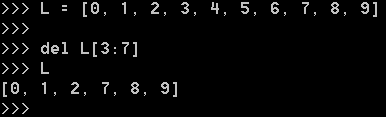 >>> L = [0, 1, 2, 3, 4, 5, 6, 7, 8, 9]
>>>
>>> del L[3:7]
>>> L
[0, 1, 2, 7, 8, 9]
>>>